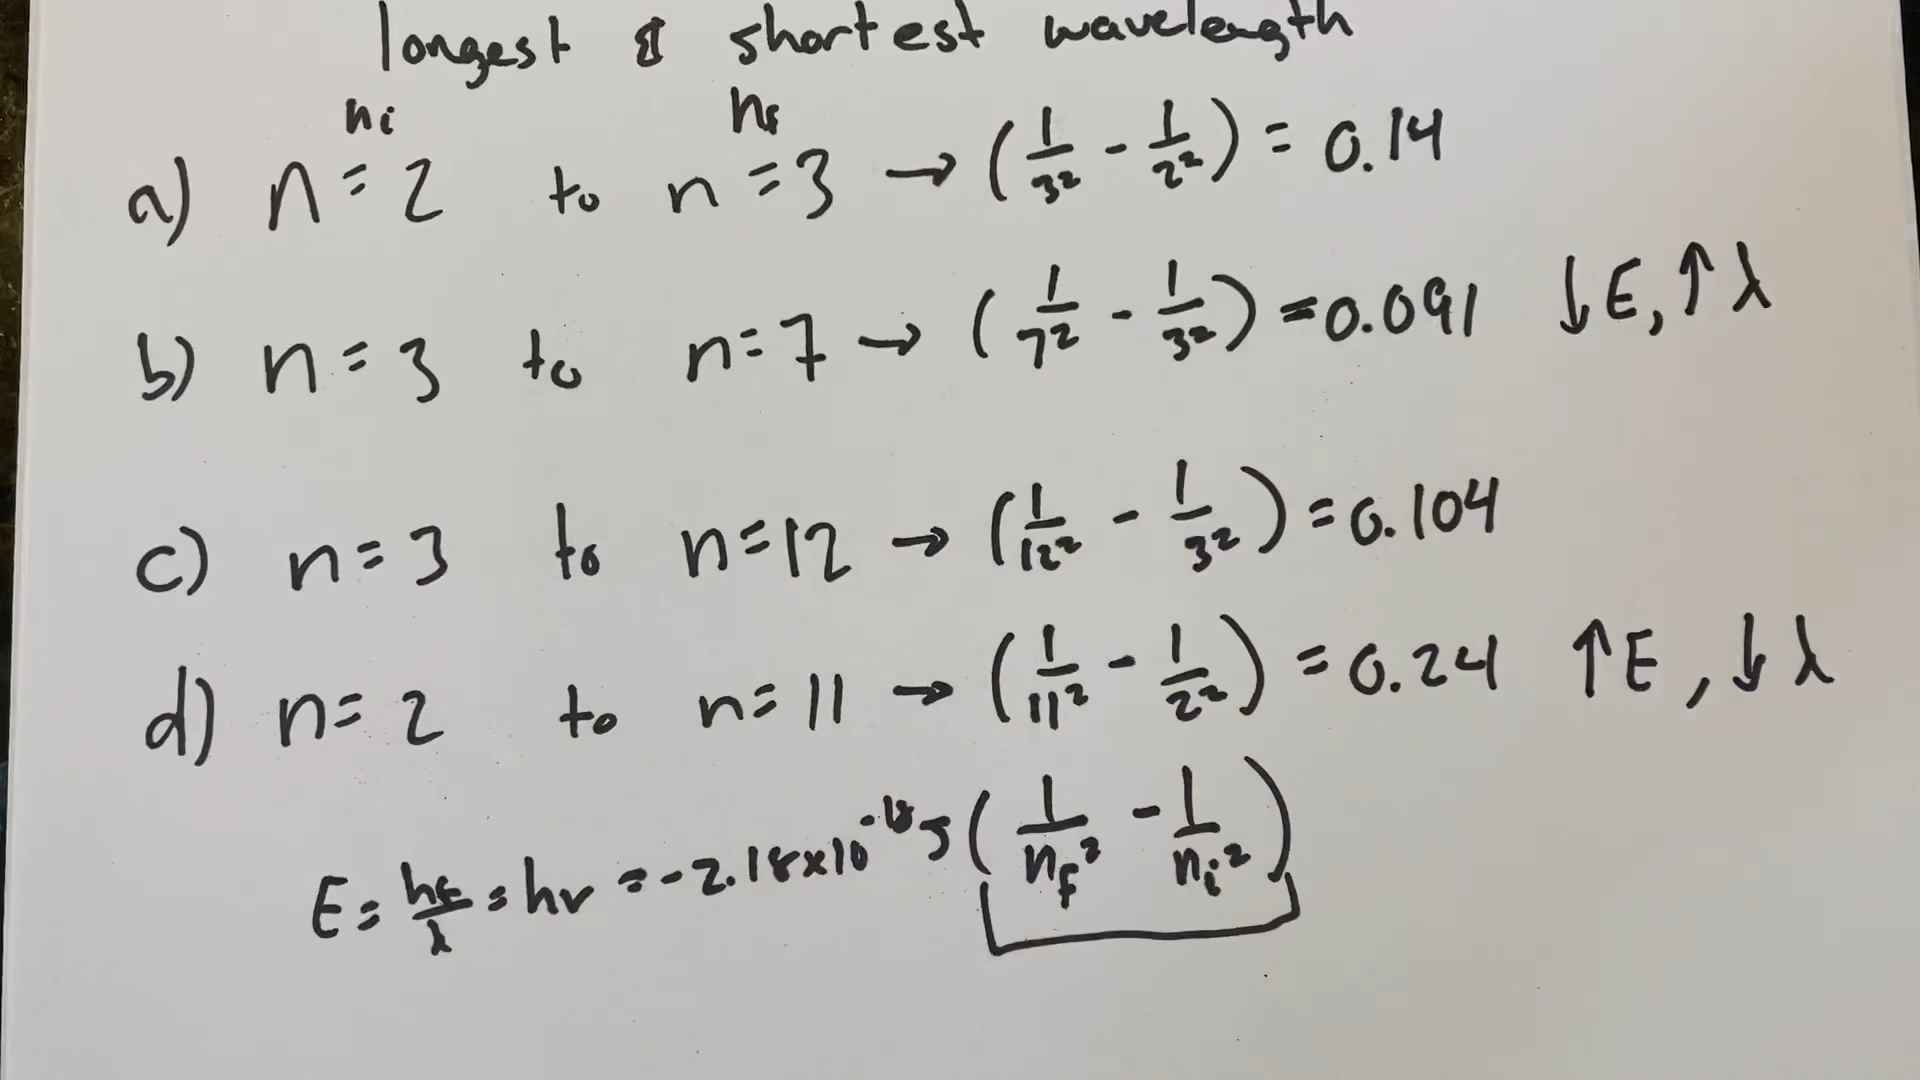 longest & shortest wavelength
ni nf
a) n = 2 to n = 3 → (1/3² - 1/2²) = 0.14
b) n = 3 to n = 7 → (1/7² - 1/3²) = 0.091 ↓E, ↑λ
c) n = 3 to n = 12 → (1/12² - 1/3²) = 0.104
d) n = 2 to n = 11 → (1/11² - 1/2²) = 0.24 ↑E, ↓λ
E = hc/λ = hν = -2.18x10⁻¹⁸J (1/nf² - 1/ni²)